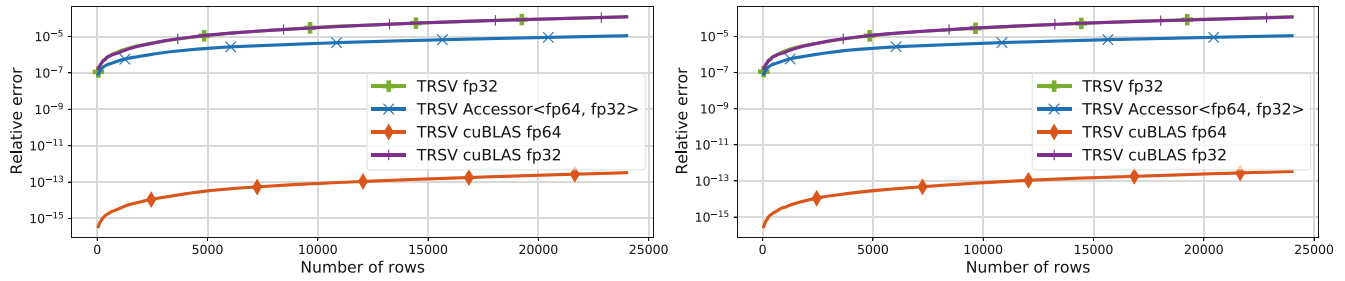 Relative error
10⁻⁵
10⁻⁷
10⁻⁹
10⁻¹¹
10⁻¹³
10⁻¹⁵
TRSV fp32
TRSV Accessor<fp64, fp32>
TRSV cuBLAS fp64
TRSV cuBLAS fp32
0 5000 10000 15000 20000 25000
Number of rows
Relative error
10⁻⁵
10⁻⁷
10⁻⁹
10⁻¹¹
10⁻¹³
10⁻¹⁵
TRSV fp32
TRSV Accessor<fp64, fp32>
TRSV cuBLAS fp64
TRSV cuBLAS fp32
0 5000 10000 15000 20000 25000
Number of rows